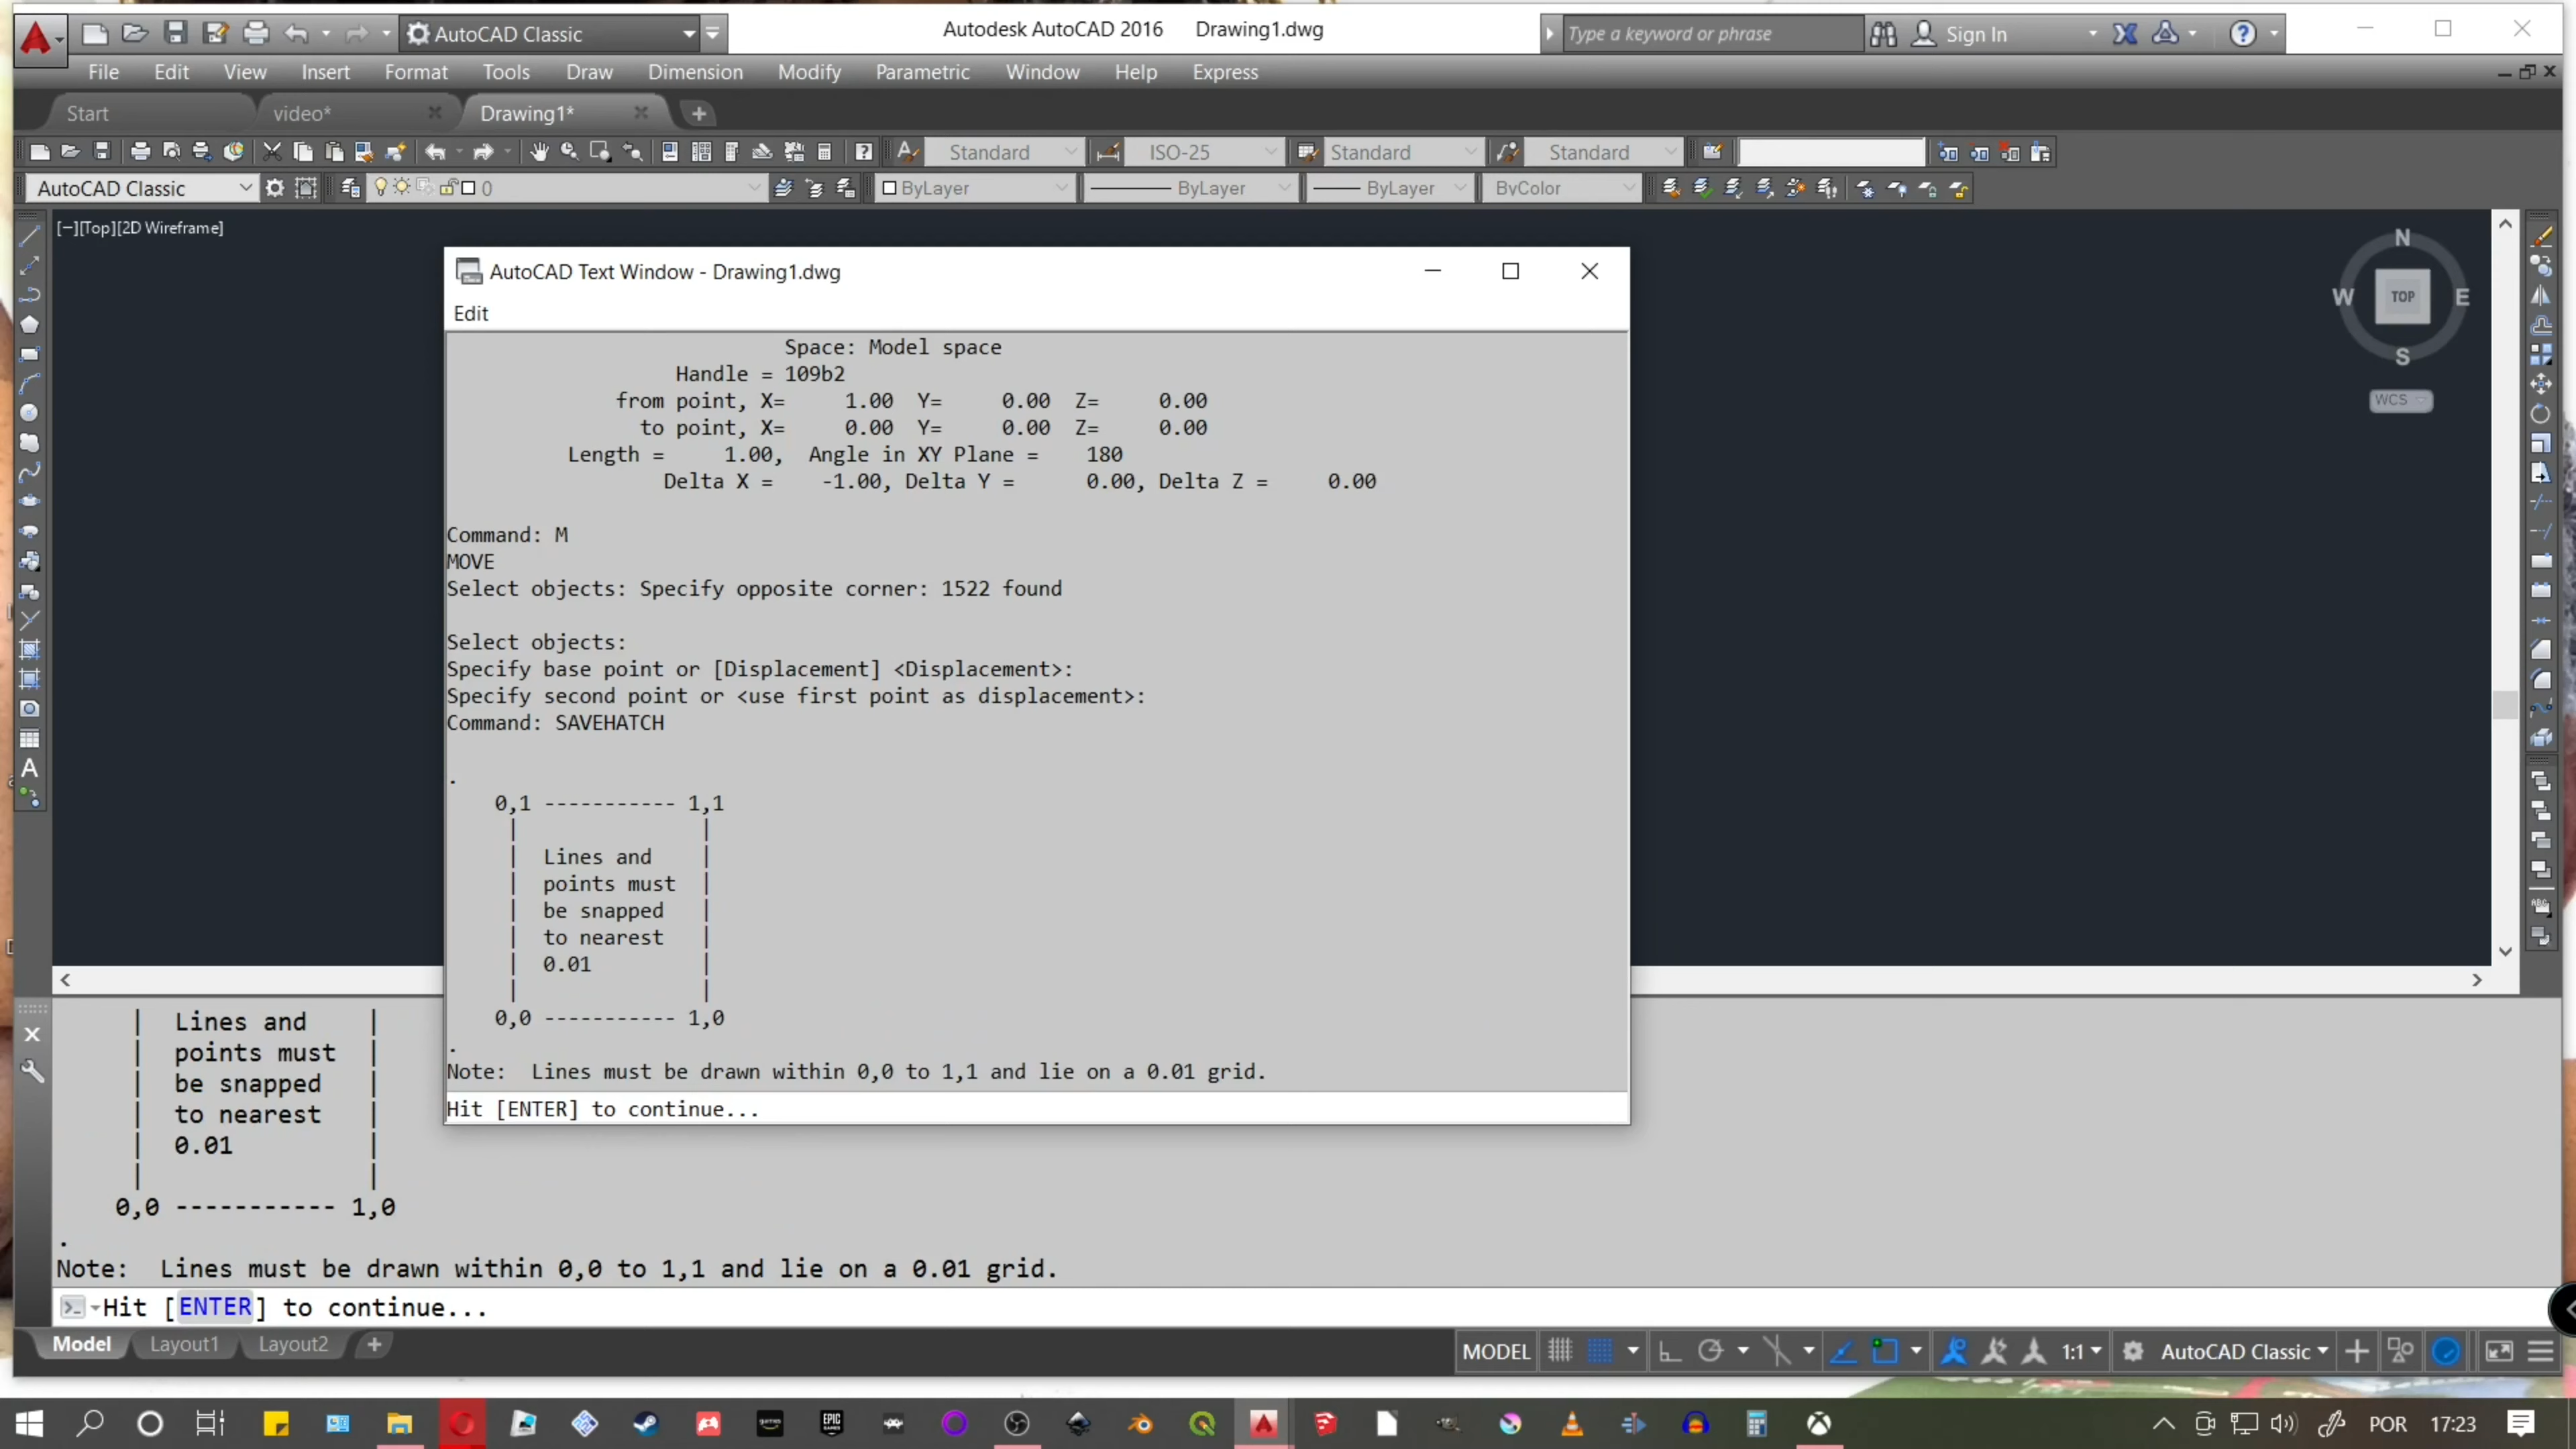 AutoCAD Classic
Autodesk AutoCAD 2016 Drawing1.dwg
Type a keyword or phrase
Sign In
File Edit View Insert Format Tools Draw Dimension Modify Parametric Window Help Express
Start video* Drawing1*
Standard ISO-25 Standard Standard
AutoCAD Classic 0 ByLayer ByLayer ByLayer ByColor
[−][Top][2D Wireframe]
N
W TOP E
S
WCS
AutoCAD Text Window - Drawing1.dwg
Edit
Space: Model space
Handle = 109b2
from point, X= 1.00 Y= 0.00 Z= 0.00
to point, X= 0.00 Y= 0.00 Z= 0.00
Length = 1.00, Angle in XY Plane = 180
Delta X = -1.00, Delta Y = 0.00, Delta Z = 0.00
Command: M
MOVE
Select objects: Specify opposite corner: 1522 found
Select objects:
Specify base point or [Displacement] <Displacement>:
Specify second point or <use first point as displacement>:
Command: SAVEHATCH
.
0,1 ----------- 1,1
| |
| Lines and |
| points must |
| be snapped |
| to nearest |
| 0.01 |
| |
0,0 ----------- 1,0
.
Note: Lines must be drawn within 0,0 to 1,1 and lie on a 0.01 grid.
Hit [ENTER] to continue...
| Lines and |
| points must |
| be snapped |
| to nearest |
| 0.01 |
| |
0,0 ----------- 1,0
.
Note: Lines must be drawn within 0,0 to 1,1 and lie on a 0.01 grid.
Hit [ENTER] to continue...
Model Layout1 Layout2
MODEL 1:1 AutoCAD Classic
POR 17:23